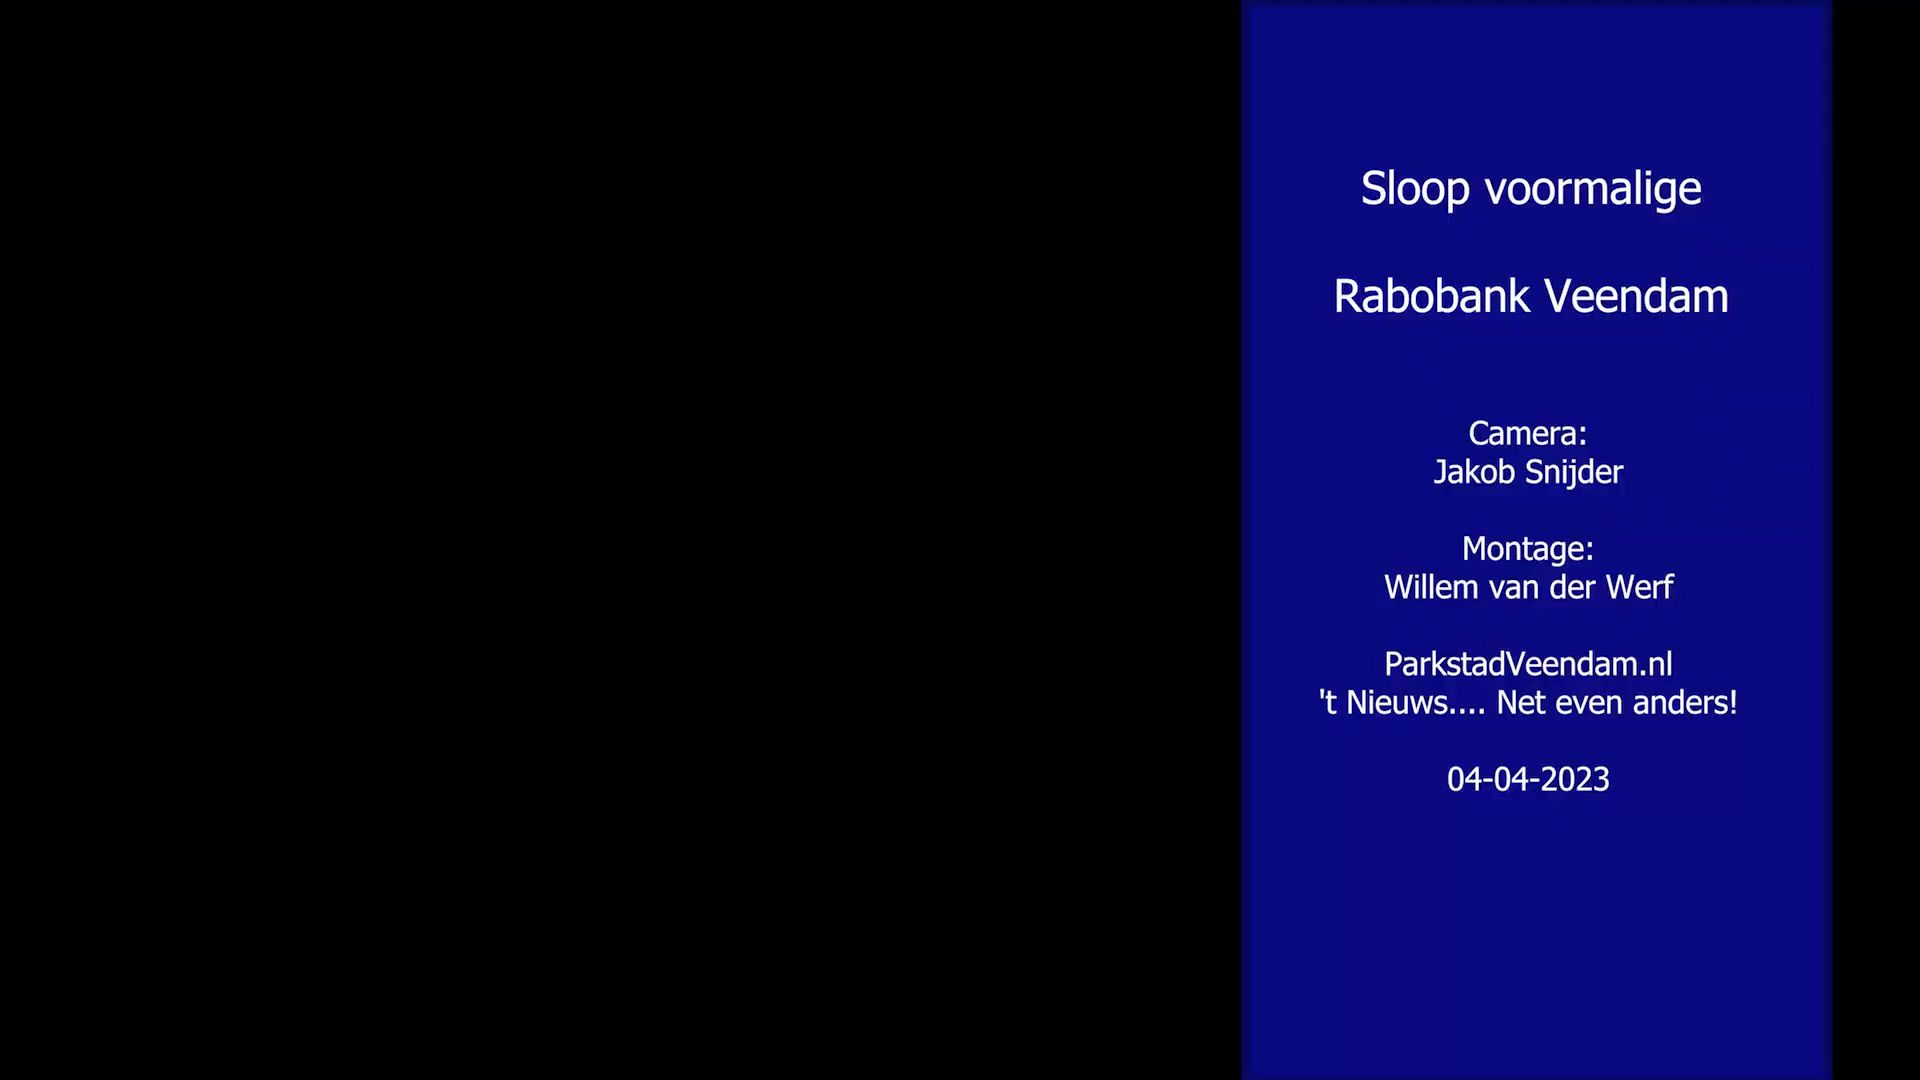 Sloop voormalige
Rabobank Veendam
Camera:
Jakob Snijder
Montage:
Willem van der Werf
ParkstadVeendam.nl
't Nieuws.... Net even anders!
04-04-2023